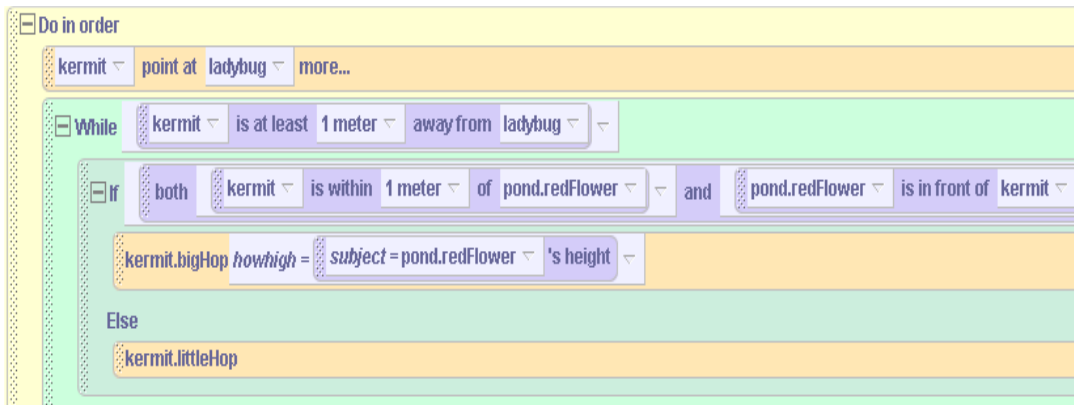 Do in order
kermit point at ladybug more...
While kermit is at least 1 meter away from ladybug
If both kermit is within 1 meter of pond.redFlower and pond.redFlower is in front of kermit
kermit.bigHop howhigh = subject = pond.redFlower 's height
Else
kermit.littleHop